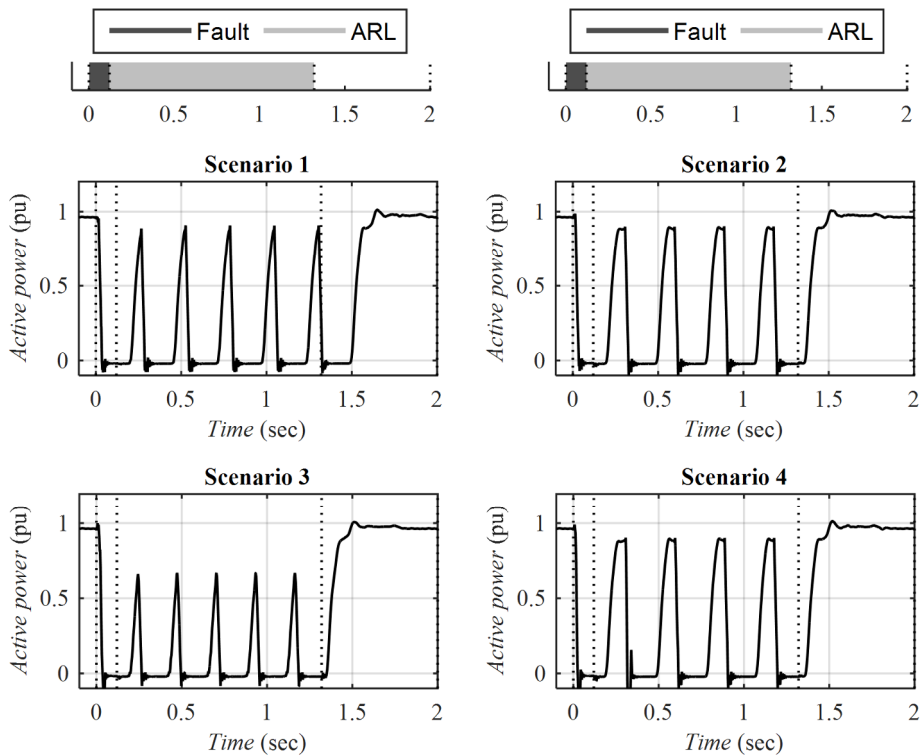 Fault ARL
0 0.5 1 1.5 2
Fault ARL
0 0.5 1 1.5 2
Scenario 1
Active power (pu)
1
0.5
0
0 0.5 1 1.5 2
Time (sec)
Scenario 2
Active power (pu)
1
0.5
0
0 0.5 1 1.5 2
Time (sec)
Scenario 3
Active power (pu)
1
0.5
0
0 0.5 1 1.5 2
Time (sec)
Scenario 4
Active power (pu)
1
0.5
0
0 0.5 1 1.5 2
Time (sec)